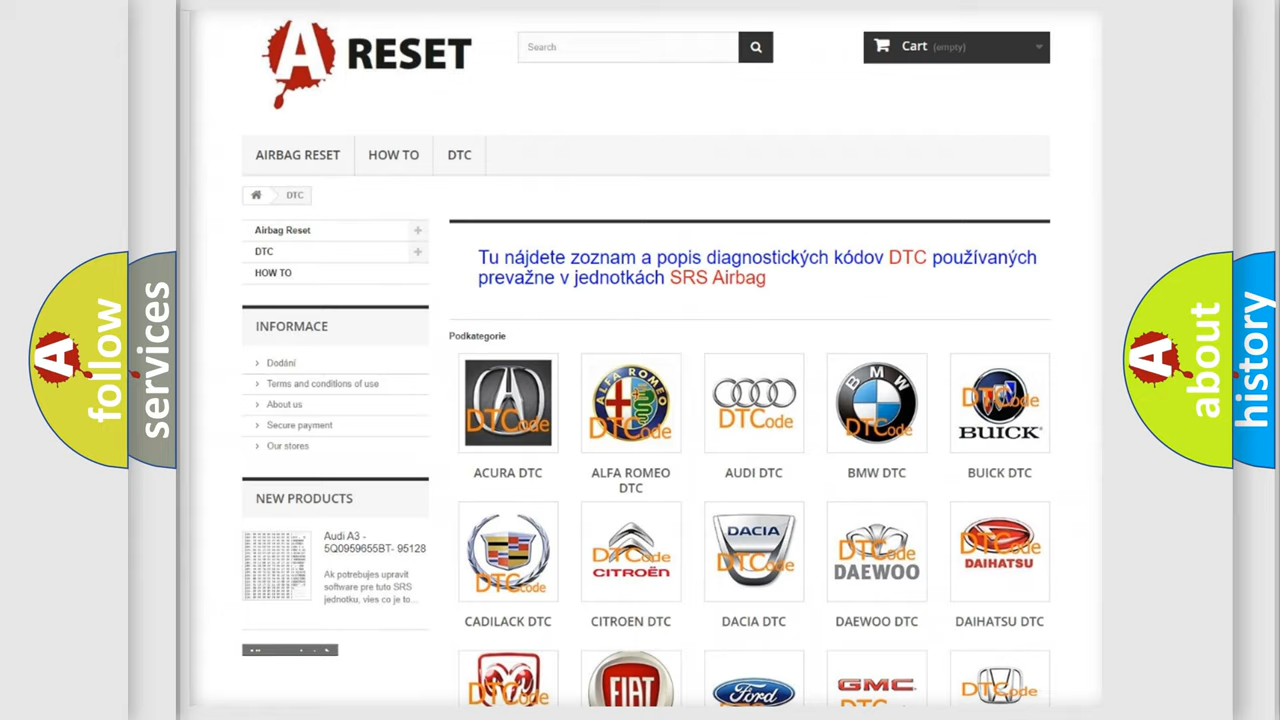 A RESET
Search
Cart (empty)
AIRBAG RESET
HOW TO
DTC
DTC
Airbag Reset
DTC
HOW TO
Tu nájdete zoznam a popis diagnostických kódov DTC používaných
prevažne v jednotkách SRS Airbag
INFORMACE
Dodání
Terms and conditions of use
About us
Secure payment
Our stores
Podkategorie
DTCode
ALFA ROMEO
DTCode
DTCode
BMW
DTCode
DTCode
BUICK
ACURA DTC
ALFA ROMEO
DTC
AUDI DTC
BMW DTC
BUICK DTC
NEW PRODUCTS
Audi A3 -
5Q0959655BT- 95128
Ak potrebujes upravit
software pre tuto SRS
jednotku, vies co je to...
DTCode
DTCode
CITROËN
DACIA
DTCode
DTCode
DAEWOO
DTCode
DAIHATSU
CADILACK DTC
CITROEN DTC
DACIA DTC
DAEWOO DTC
DAIHATSU DTC
DTCode
FIAT
Ford
GMC
DTCode
A
follow
services
A
about
history